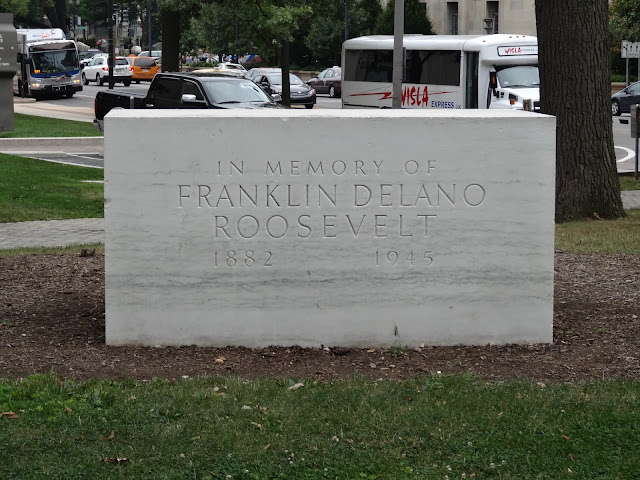 WISLA
WISLA
EXPRESS
IN MEMORY OF
FRANKLIN DELANO
ROOSEVELT
1882 1945